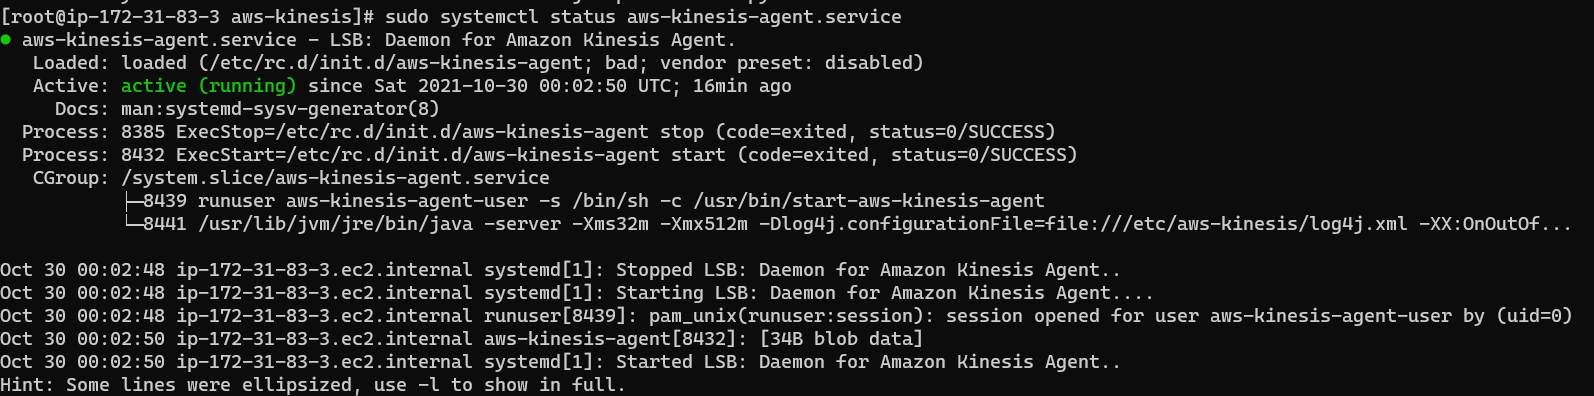 [root@ip-172-31-83-3 aws-kinesis]# sudo systemctl status aws-kinesis-agent.service
● aws-kinesis-agent.service - LSB: Daemon for Amazon Kinesis Agent.
   Loaded: loaded (/etc/rc.d/init.d/aws-kinesis-agent; bad; vendor preset: disabled)
   Active: active (running) since Sat 2021-10-30 00:02:50 UTC; 16min ago
     Docs: man:systemd-sysv-generator(8)
  Process: 8385 ExecStop=/etc/rc.d/init.d/aws-kinesis-agent stop (code=exited, status=0/SUCCESS)
  Process: 8432 ExecStart=/etc/rc.d/init.d/aws-kinesis-agent start (code=exited, status=0/SUCCESS)
   CGroup: /system.slice/aws-kinesis-agent.service
           ├─8439 runuser aws-kinesis-agent-user -s /bin/sh -c /usr/bin/start-aws-kinesis-agent
           └─8441 /usr/lib/jvm/jre/bin/java -server -Xms32m -Xmx512m -Dlog4j.configurationFile=file:///etc/aws-kinesis/log4j.xml -XX:OnOutOf...

Oct 30 00:02:48 ip-172-31-83-3.ec2.internal systemd[1]: Stopped LSB: Daemon for Amazon Kinesis Agent..
Oct 30 00:02:48 ip-172-31-83-3.ec2.internal systemd[1]: Starting LSB: Daemon for Amazon Kinesis Agent....
Oct 30 00:02:48 ip-172-31-83-3.ec2.internal runuser[8439]: pam_unix(runuser:session): session opened for user aws-kinesis-agent-user by (uid=0)
Oct 30 00:02:50 ip-172-31-83-3.ec2.internal aws-kinesis-agent[8432]: [34B blob data]
Oct 30 00:02:50 ip-172-31-83-3.ec2.internal systemd[1]: Started LSB: Daemon for Amazon Kinesis Agent..
Hint: Some lines were ellipsized, use -l to show in full.